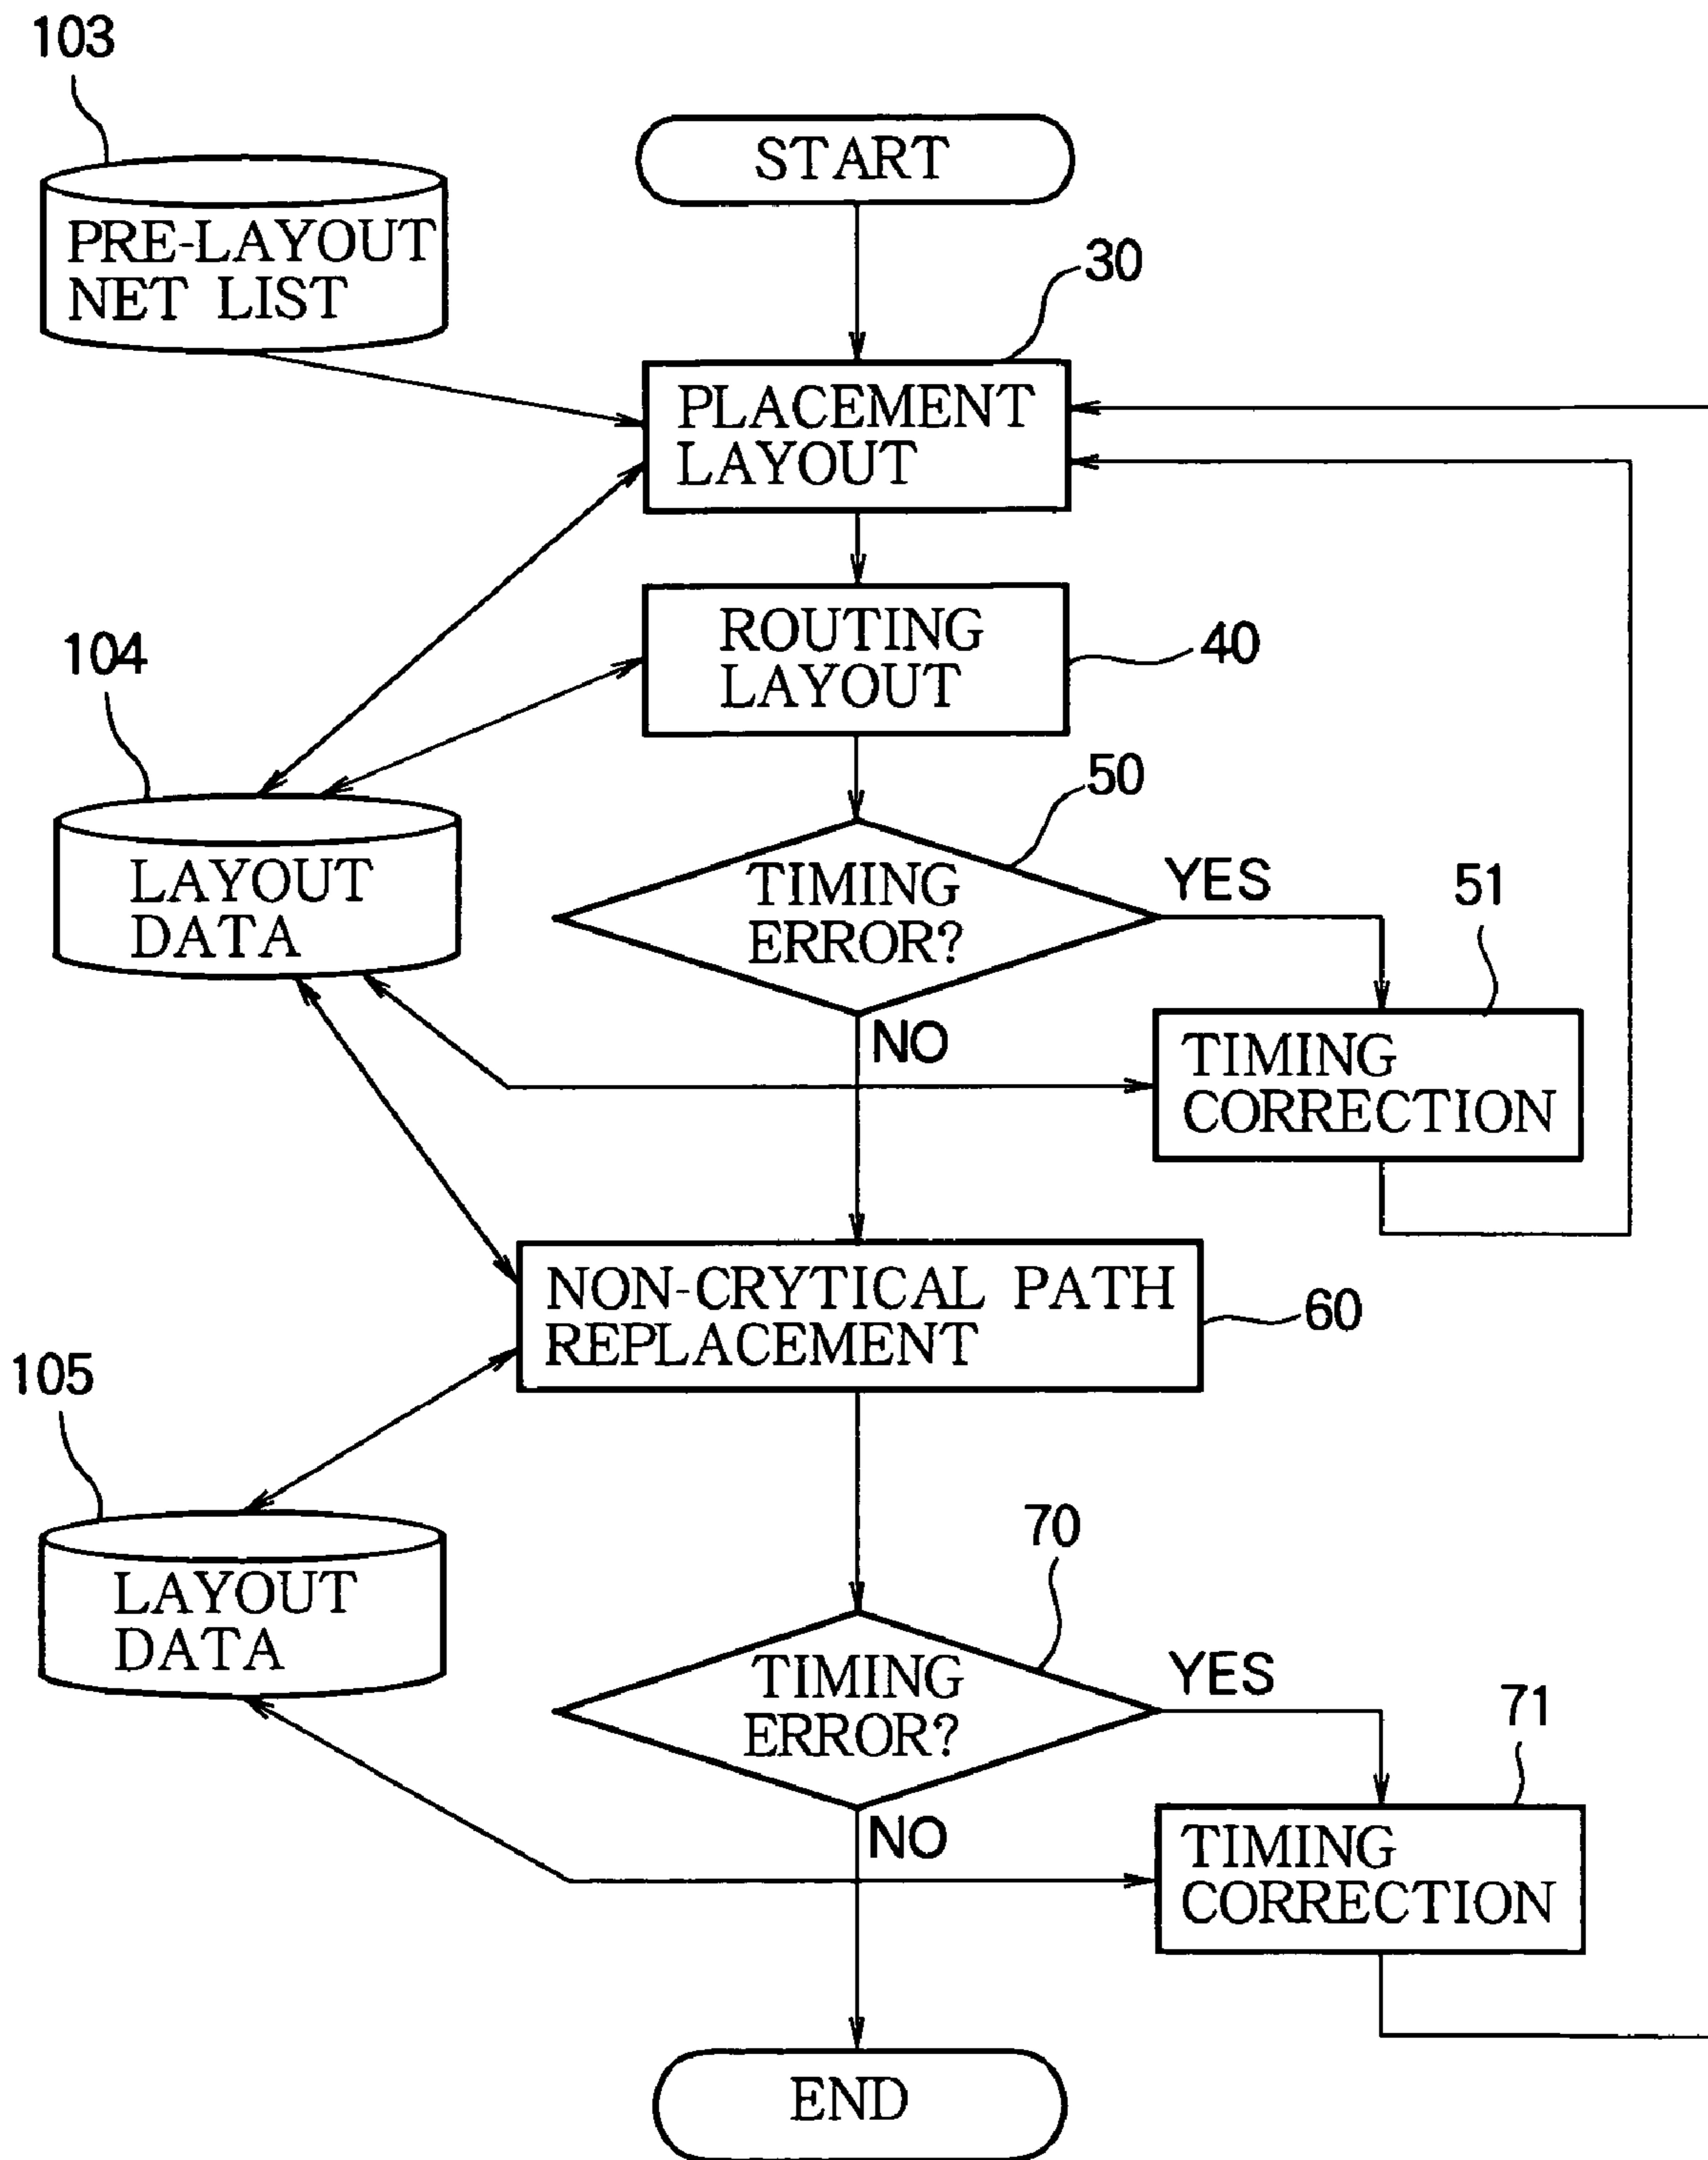 103
START
PRE-LAYOUT
NET LIST
30
PLACEMENT
LAYOUT
104
ROUTING
LAYOUT
40
50
LAYOUT
DATA
TIMING
ERROR?
YES
51
NO
TIMING
CORRECTION
NON-CRYTICAL PATH
REPLACEMENT
60
105
70
LAYOUT
DATA
TIMING
ERROR?
YES
71
NO
TIMING
CORRECTION
END